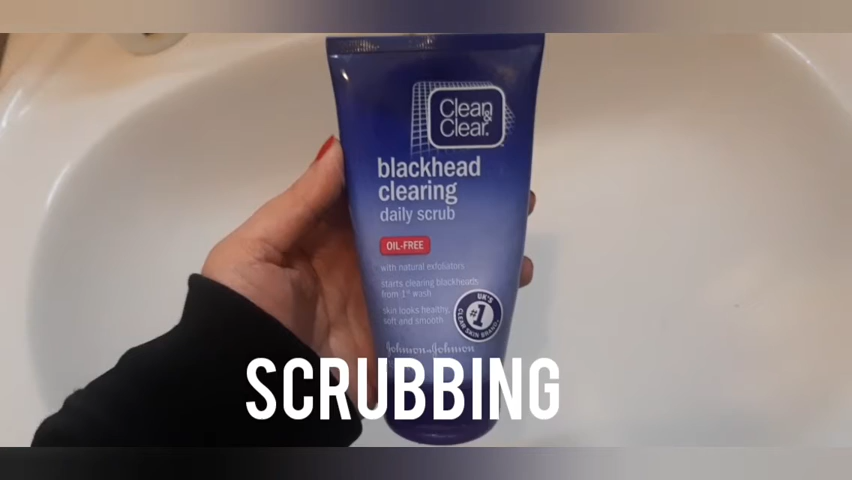 Clean
&
Clear
blackhead
clearing
daily scrub
OIL-FREE
with natural exfoliators
starts clearing blackheads
from 1st wash
skin looks healthy,
soft and smooth
UK'S
#1
CLEAR SKIN BRAND
Johnson & Johnson
SCRUBBING